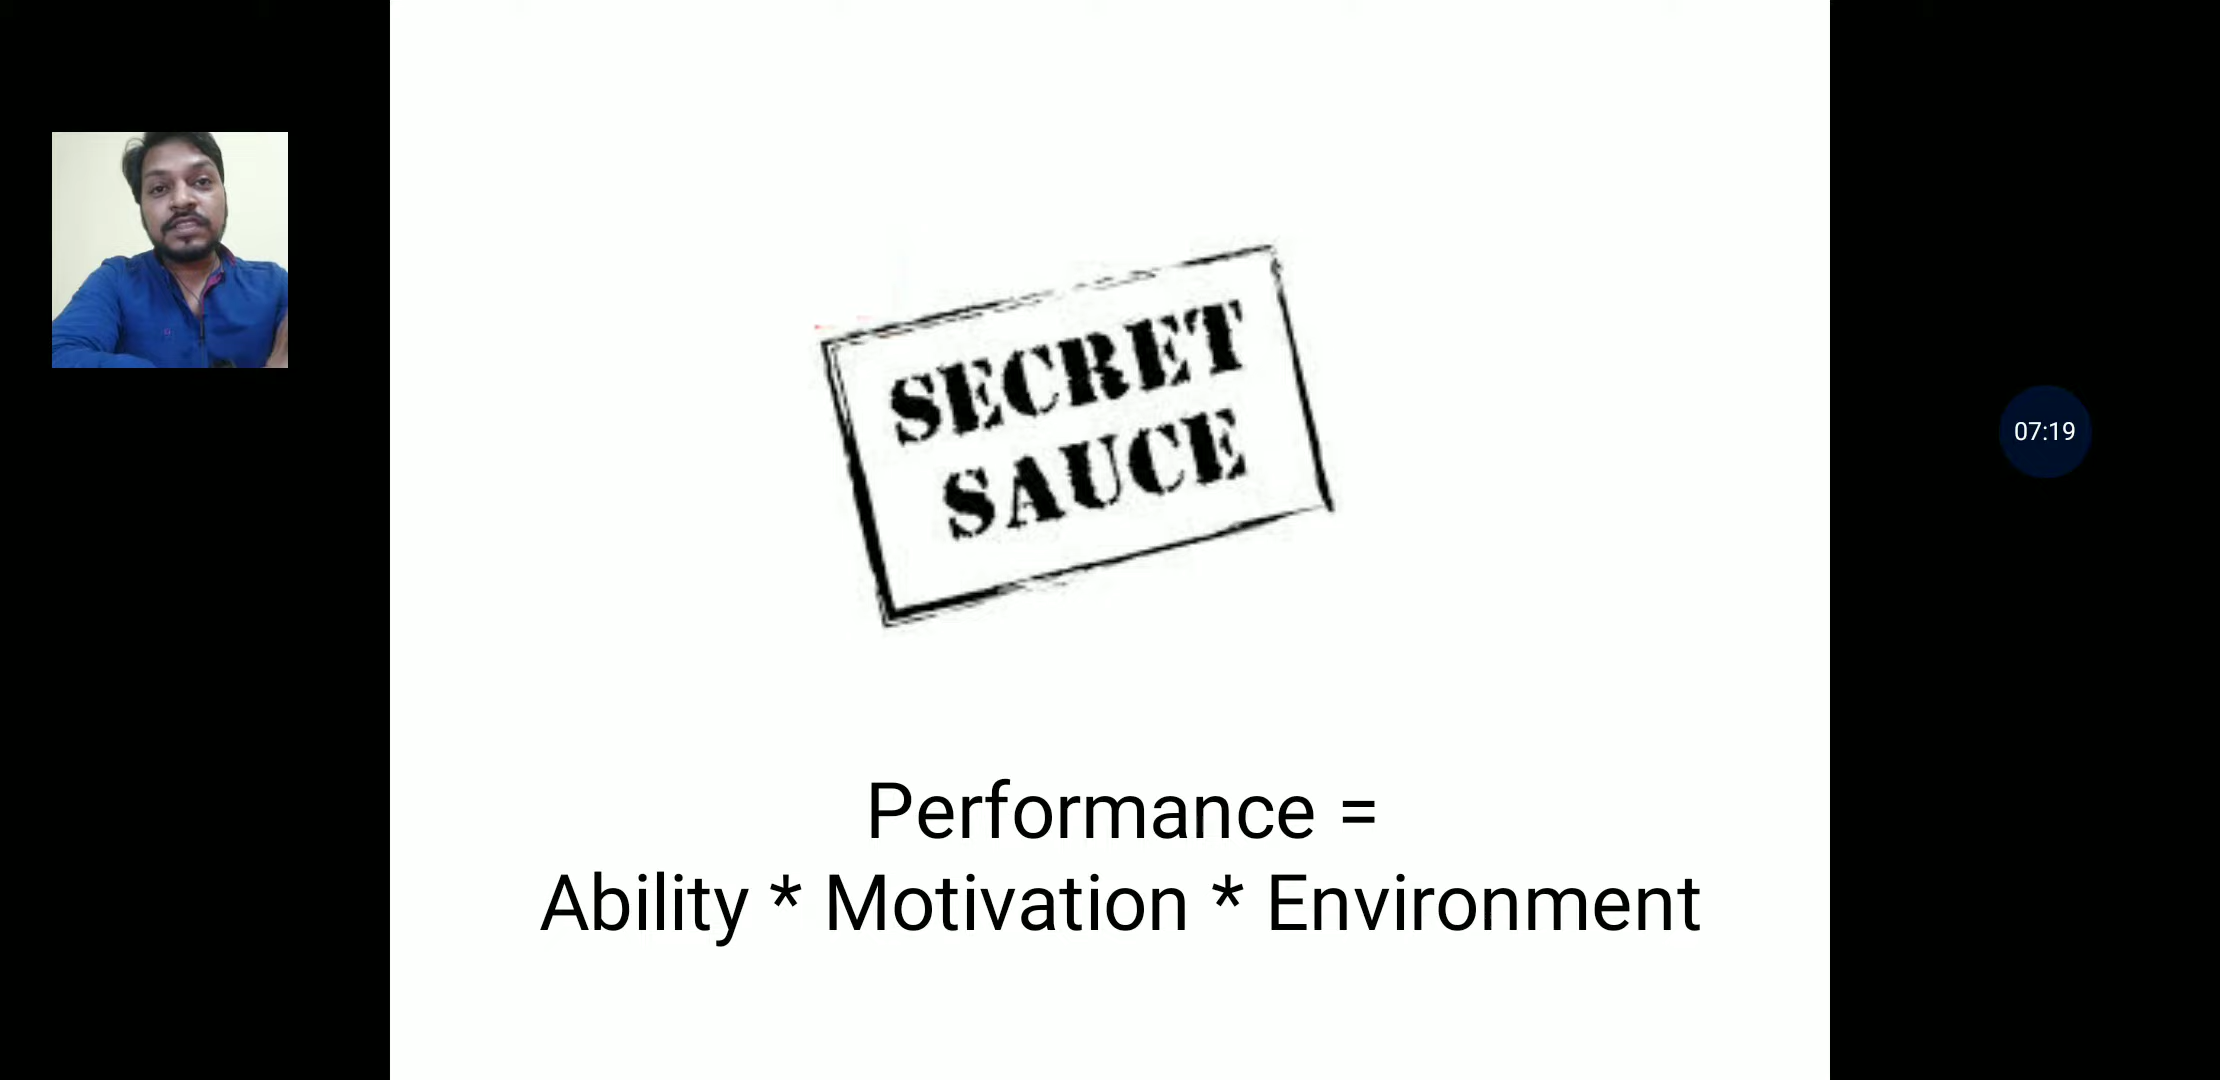 SECRET
SAUCE
07:19
Performance =
Ability * Motivation * Environment